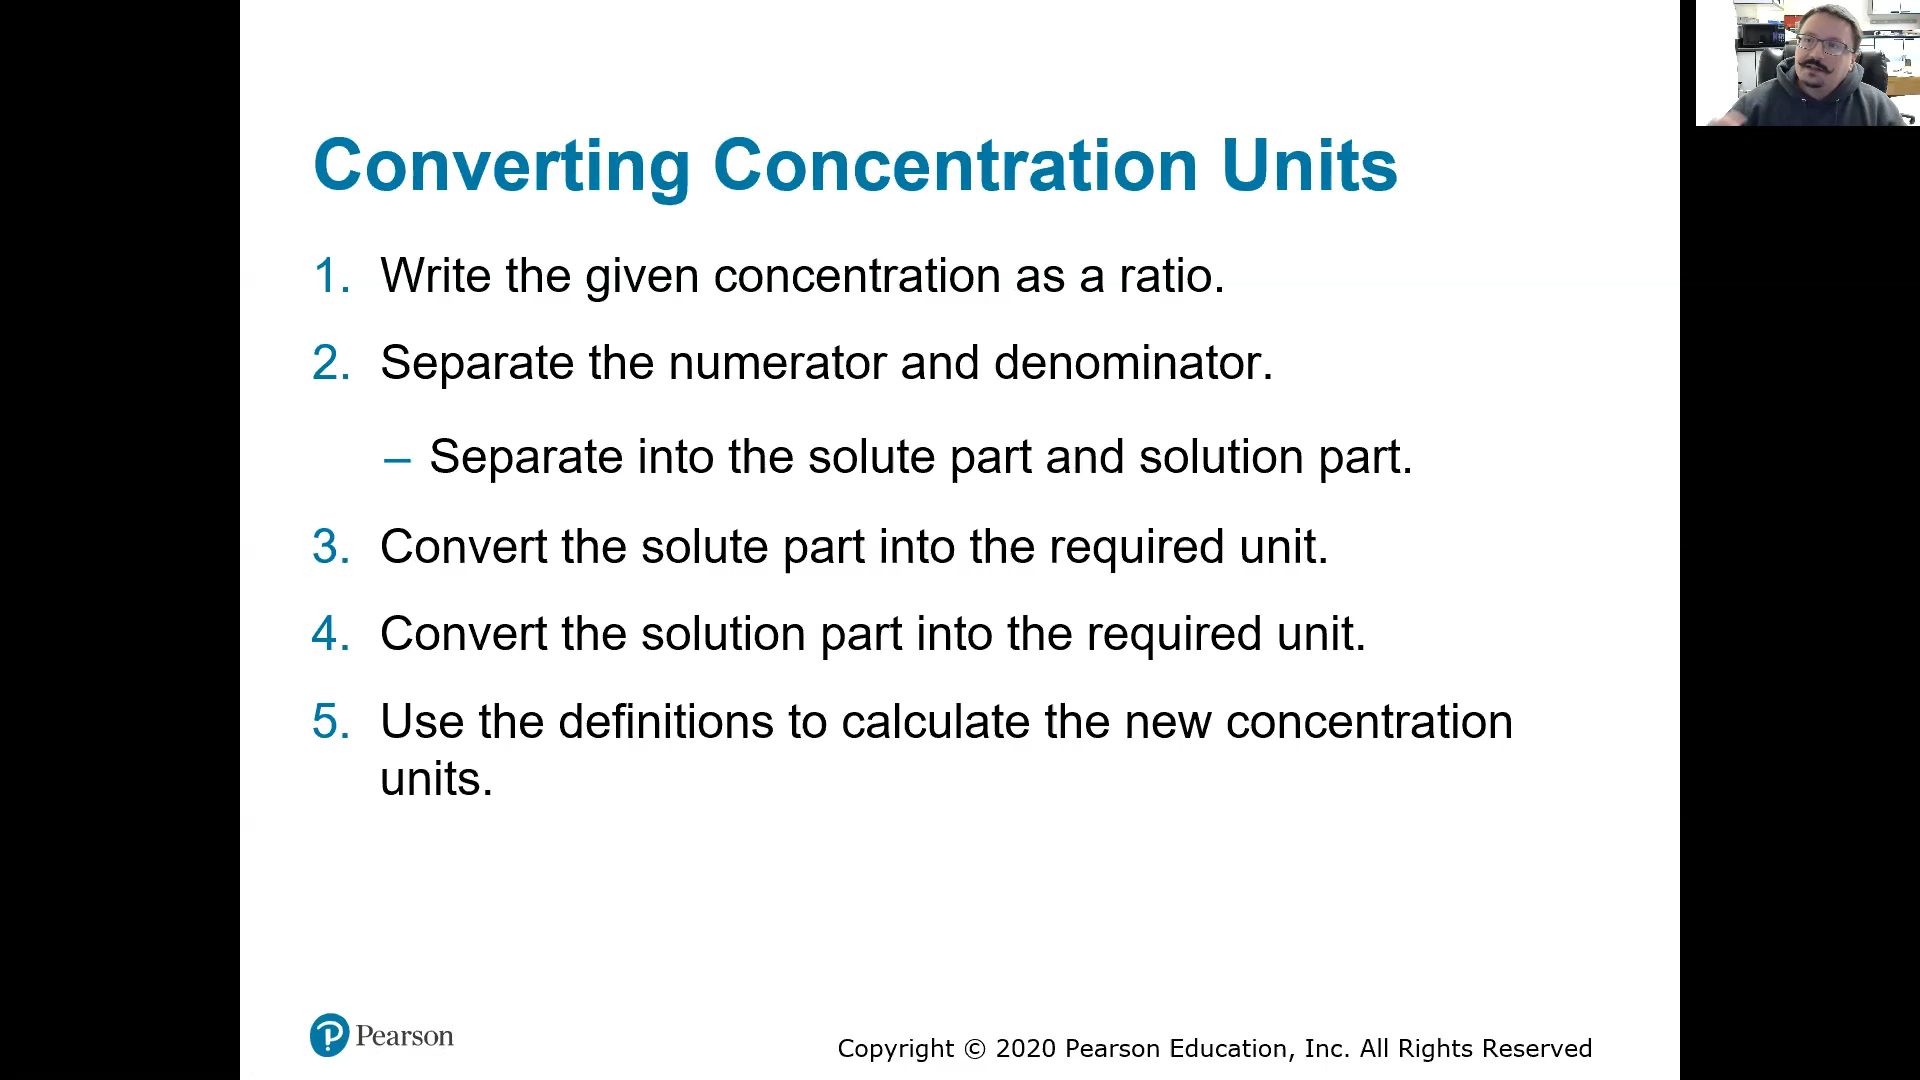 Converting Concentration Units
1. Write the given concentration as a ratio.
2. Separate the numerator and denominator.
– Separate into the solute part and solution part.
3. Convert the solute part into the required unit.
4. Convert the solution part into the required unit.
5. Use the definitions to calculate the new concentration
units.
Pearson
Copyright © 2020 Pearson Education, Inc. All Rights Reserved